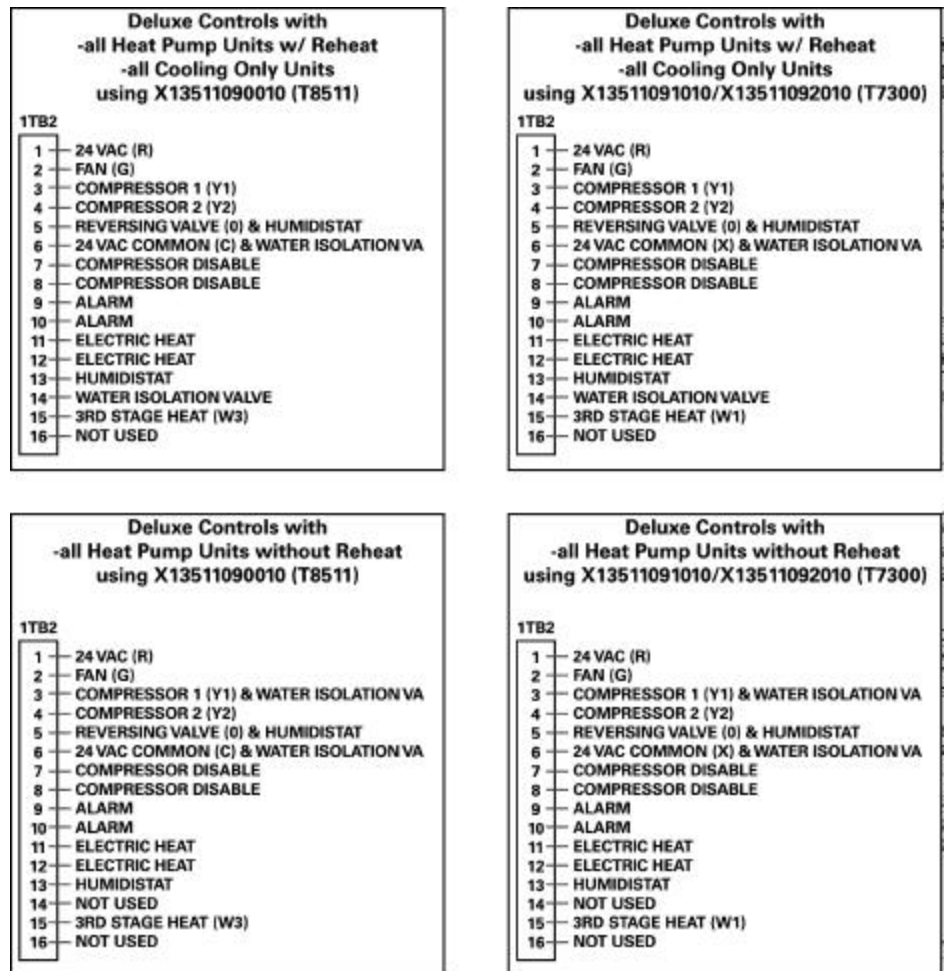 Deluxe Controls with
-all Heat Pump Units w/ Reheat
-all Cooling Only Units
using X13511090010 (T8511)
1TB2
1 24 VAC (R)
2 FAN (G)
3 COMPRESSOR 1 (Y1)
4 COMPRESSOR 2 (Y2)
5 REVERSING VALVE (0) & HUMIDISTAT
6 24 VAC COMMON (C) & WATER ISOLATION VA
7 COMPRESSOR DISABLE
8 COMPRESSOR DISABLE
9 ALARM
10 ALARM
11 ELECTRIC HEAT
12 ELECTRIC HEAT
13 HUMIDISTAT
14 WATER ISOLATION VALVE
15 3RD STAGE HEAT (W3)
16 NOT USED
Deluxe Controls with
-all Heat Pump Units w/ Reheat
-all Cooling Only Units
using X13511091010/X13511092010 (T7300)
1TB2
1 24 VAC (R)
2 FAN (G)
3 COMPRESSOR 1 (Y1)
4 COMPRESSOR 2 (Y2)
5 REVERSING VALVE (0) & HUMIDISTAT
6 24 VAC COMMON (X) & WATER ISOLATION VA
7 COMPRESSOR DISABLE
8 COMPRESSOR DISABLE
9 ALARM
10 ALARM
11 ELECTRIC HEAT
12 ELECTRIC HEAT
13 HUMIDISTAT
14 WATER ISOLATION VALVE
15 3RD STAGE HEAT (W1)
16 NOT USED
Deluxe Controls with
-all Heat Pump Units without Reheat
using X13511090010 (T8511)
1TB2
1 24 VAC (R)
2 FAN (G)
3 COMPRESSOR 1 (Y1) & WATER ISOLATION VA
4 COMPRESSOR 2 (Y2)
5 REVERSING VALVE (0) & HUMIDISTAT
6 24 VAC COMMON (C) & WATER ISOLATION VA
7 COMPRESSOR DISABLE
8 COMPRESSOR DISABLE
9 ALARM
10 ALARM
11 ELECTRIC HEAT
12 ELECTRIC HEAT
13 HUMIDISTAT
14 NOT USED
15 3RD STAGE HEAT (W3)
16 NOT USED
Deluxe Controls with
-all Heat Pump Units without Reheat
using X13511091010/X13511092010 (T7300)
1TB2
1 24 VAC (R)
2 FAN (G)
3 COMPRESSOR 1 (Y1) & WATER ISOLATION VA
4 COMPRESSOR 2 (Y2)
5 REVERSING VALVE (0) & HUMIDISTAT
6 24 VAC COMMON (X) & WATER ISOLATION VA
7 COMPRESSOR DISABLE
8 COMPRESSOR DISABLE
9 ALARM
10 ALARM
11 ELECTRIC HEAT
12 ELECTRIC HEAT
13 HUMIDISTAT
14 NOT USED
15 3RD STAGE HEAT (W1)
16 NOT USED